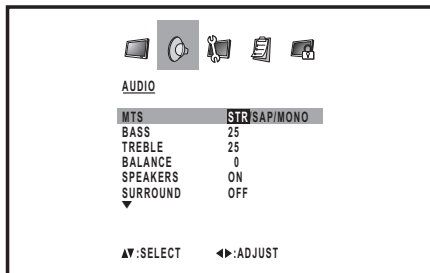 AUDIO
MTS STR SAP/MONO
BASS 25
TREBLE 25
BALANCE 0
SPEAKERS ON
SURROUND OFF
▼
▲▼:SELECT ◀▶:ADJUST